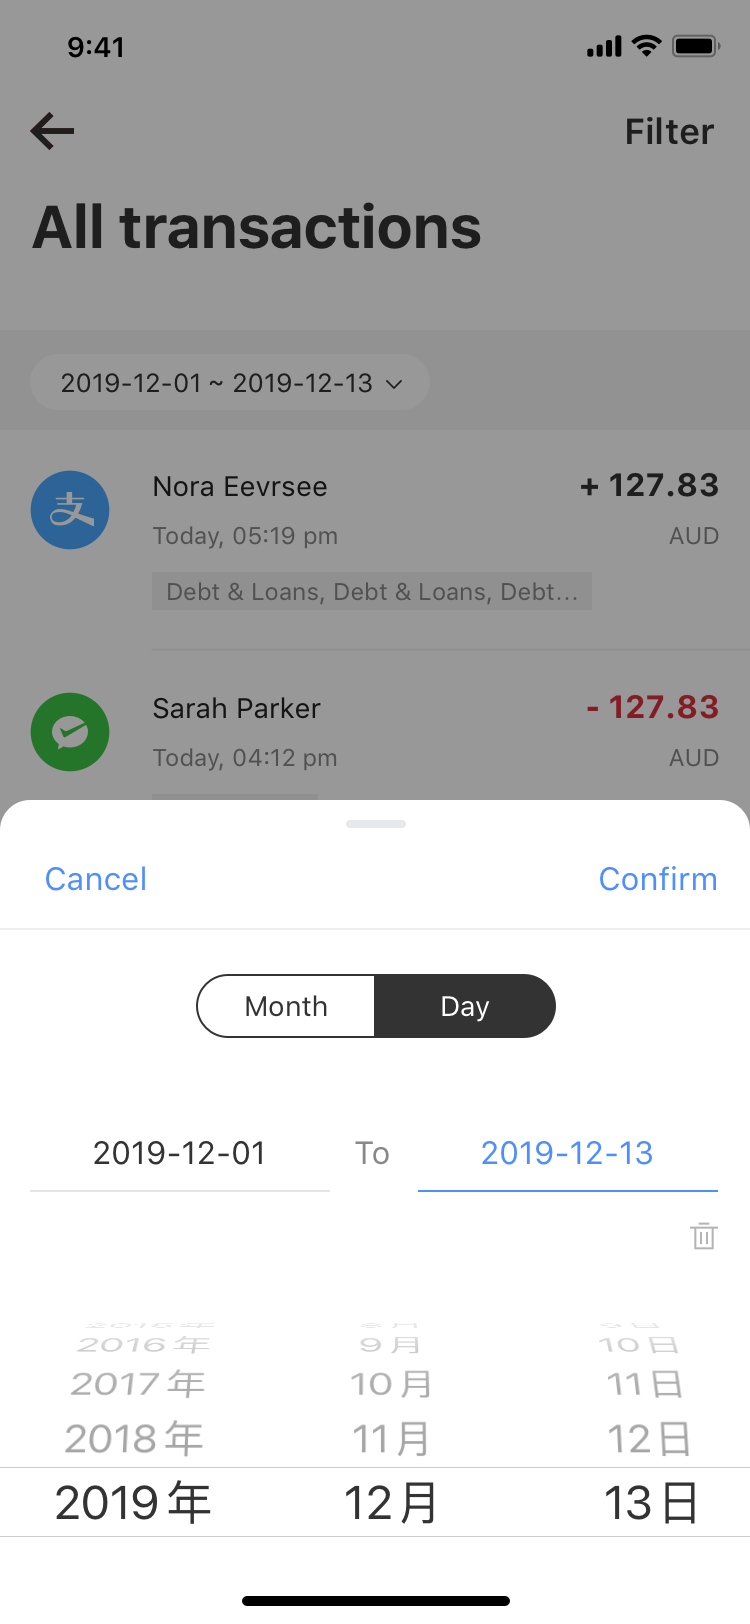 9:41
Filter
All transactions
2019-12-01 ~ 2019-12-13
Nora Eevrsee
+ 127.83
Today, 05:19 pm
AUD
Debt & Loans, Debt & Loans, Debt...
Sarah Parker
- 127.83
Today, 04:12 pm
AUD
Cancel
Confirm
Month
Day
2019-12-01
To
2019-12-13
2016年 9月 10日
2017年 10月 11日
2018年 11月 12日
2019年 12月 13日